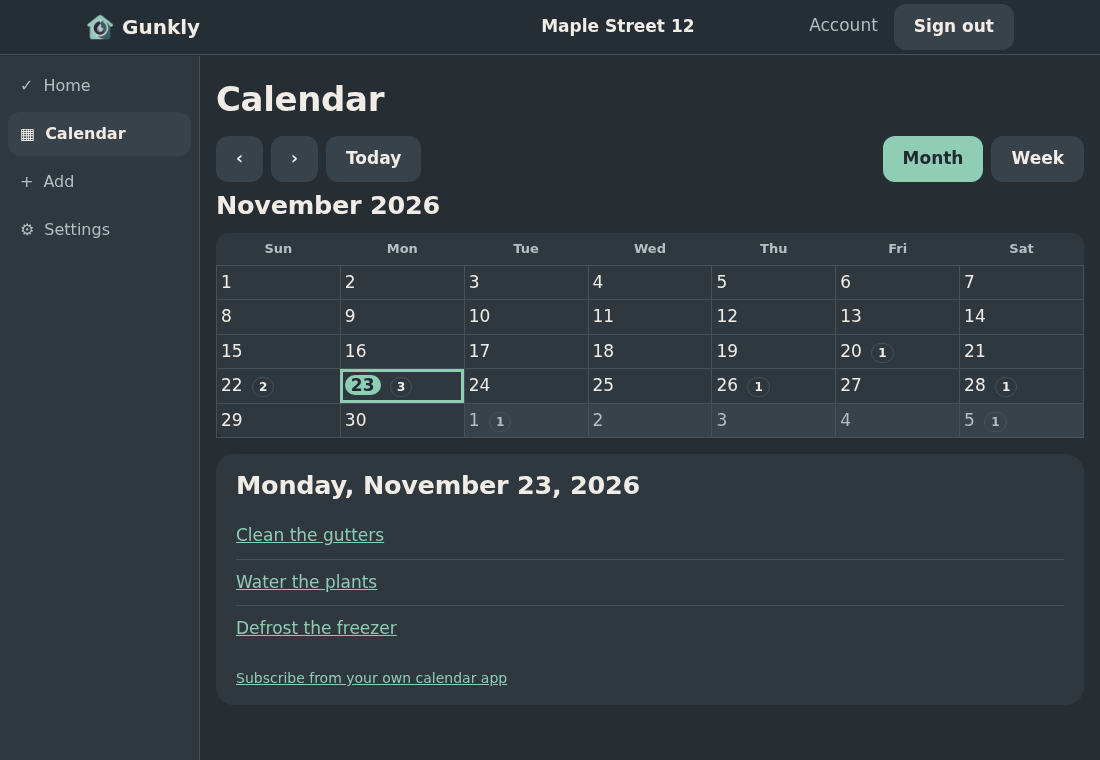 Gunkly
Maple Street 12
Account
Sign out
✓ Home
▦ Calendar
+ Add
⚙ Settings
Calendar
‹ › Today
Month Week
November 2026
Sun Mon Tue Wed Thu Fri Sat
1 2 3 4 5 6 7
8 9 10 11 12 13 14
15 16 17 18 19 20 1 21
22 2 23 3 24 25 26 1 27 28 1
29 30 1 1 2 3 4 5 1
Monday, November 23, 2026
Clean the gutters
Water the plants
Defrost the freezer
Subscribe from your own calendar app